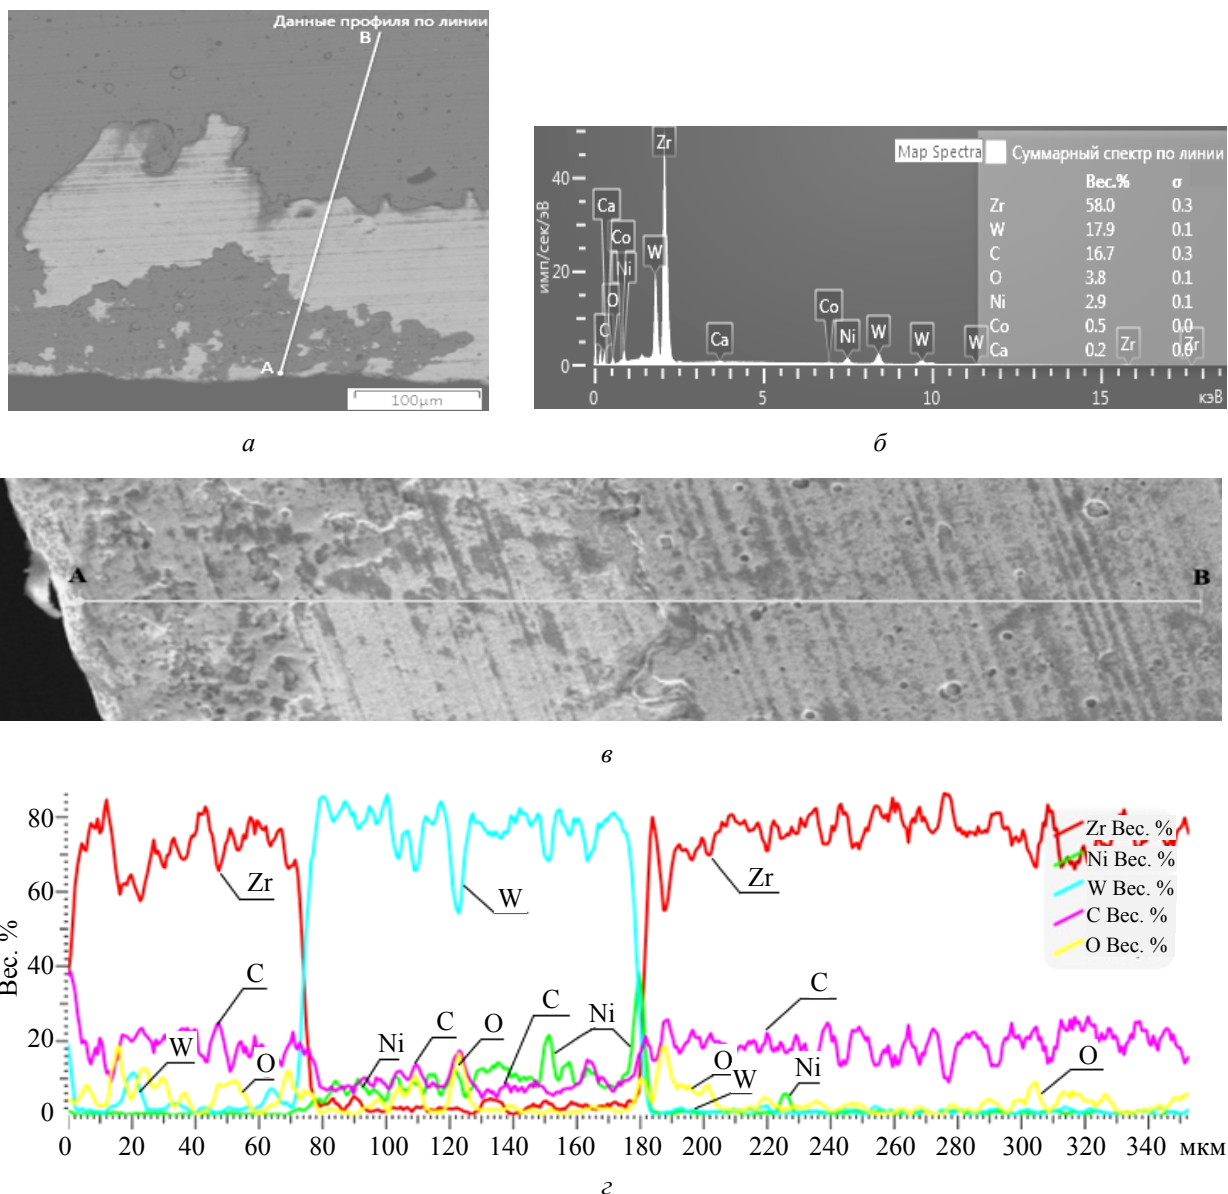 Данные профиля по линии
B
A
100µm
а
Map Spectra
Суммарный спектр по линии
Вес.% σ
Zr 58.0 0.3
W 17.9 0.1
C 16.7 0.3
O 3.8 0.1
Ni 2.9 0.1
Co 0.5 0.0
Ca 0.2 0.0
имп/сек/эВ
40
20
0
Zr
Ca
Co
W
Ni
O
C
Ca
Co
Ni
W
W
W
Zr
Zr
0 5 10 15 кэВ
б
A
B
в
Вес. %
80
60
40
20
0
Zr
W
Zr
C
W
O
Ni
C
O
C
Ni
C
O
W
Ni
O
Zr Вес. %
Ni Вес. %
W Вес. %
C Вес. %
O Вес. %
0 20 40 60 80 100 120 140 160 180 200 220 240 260 280 300 320 340 мкм
г